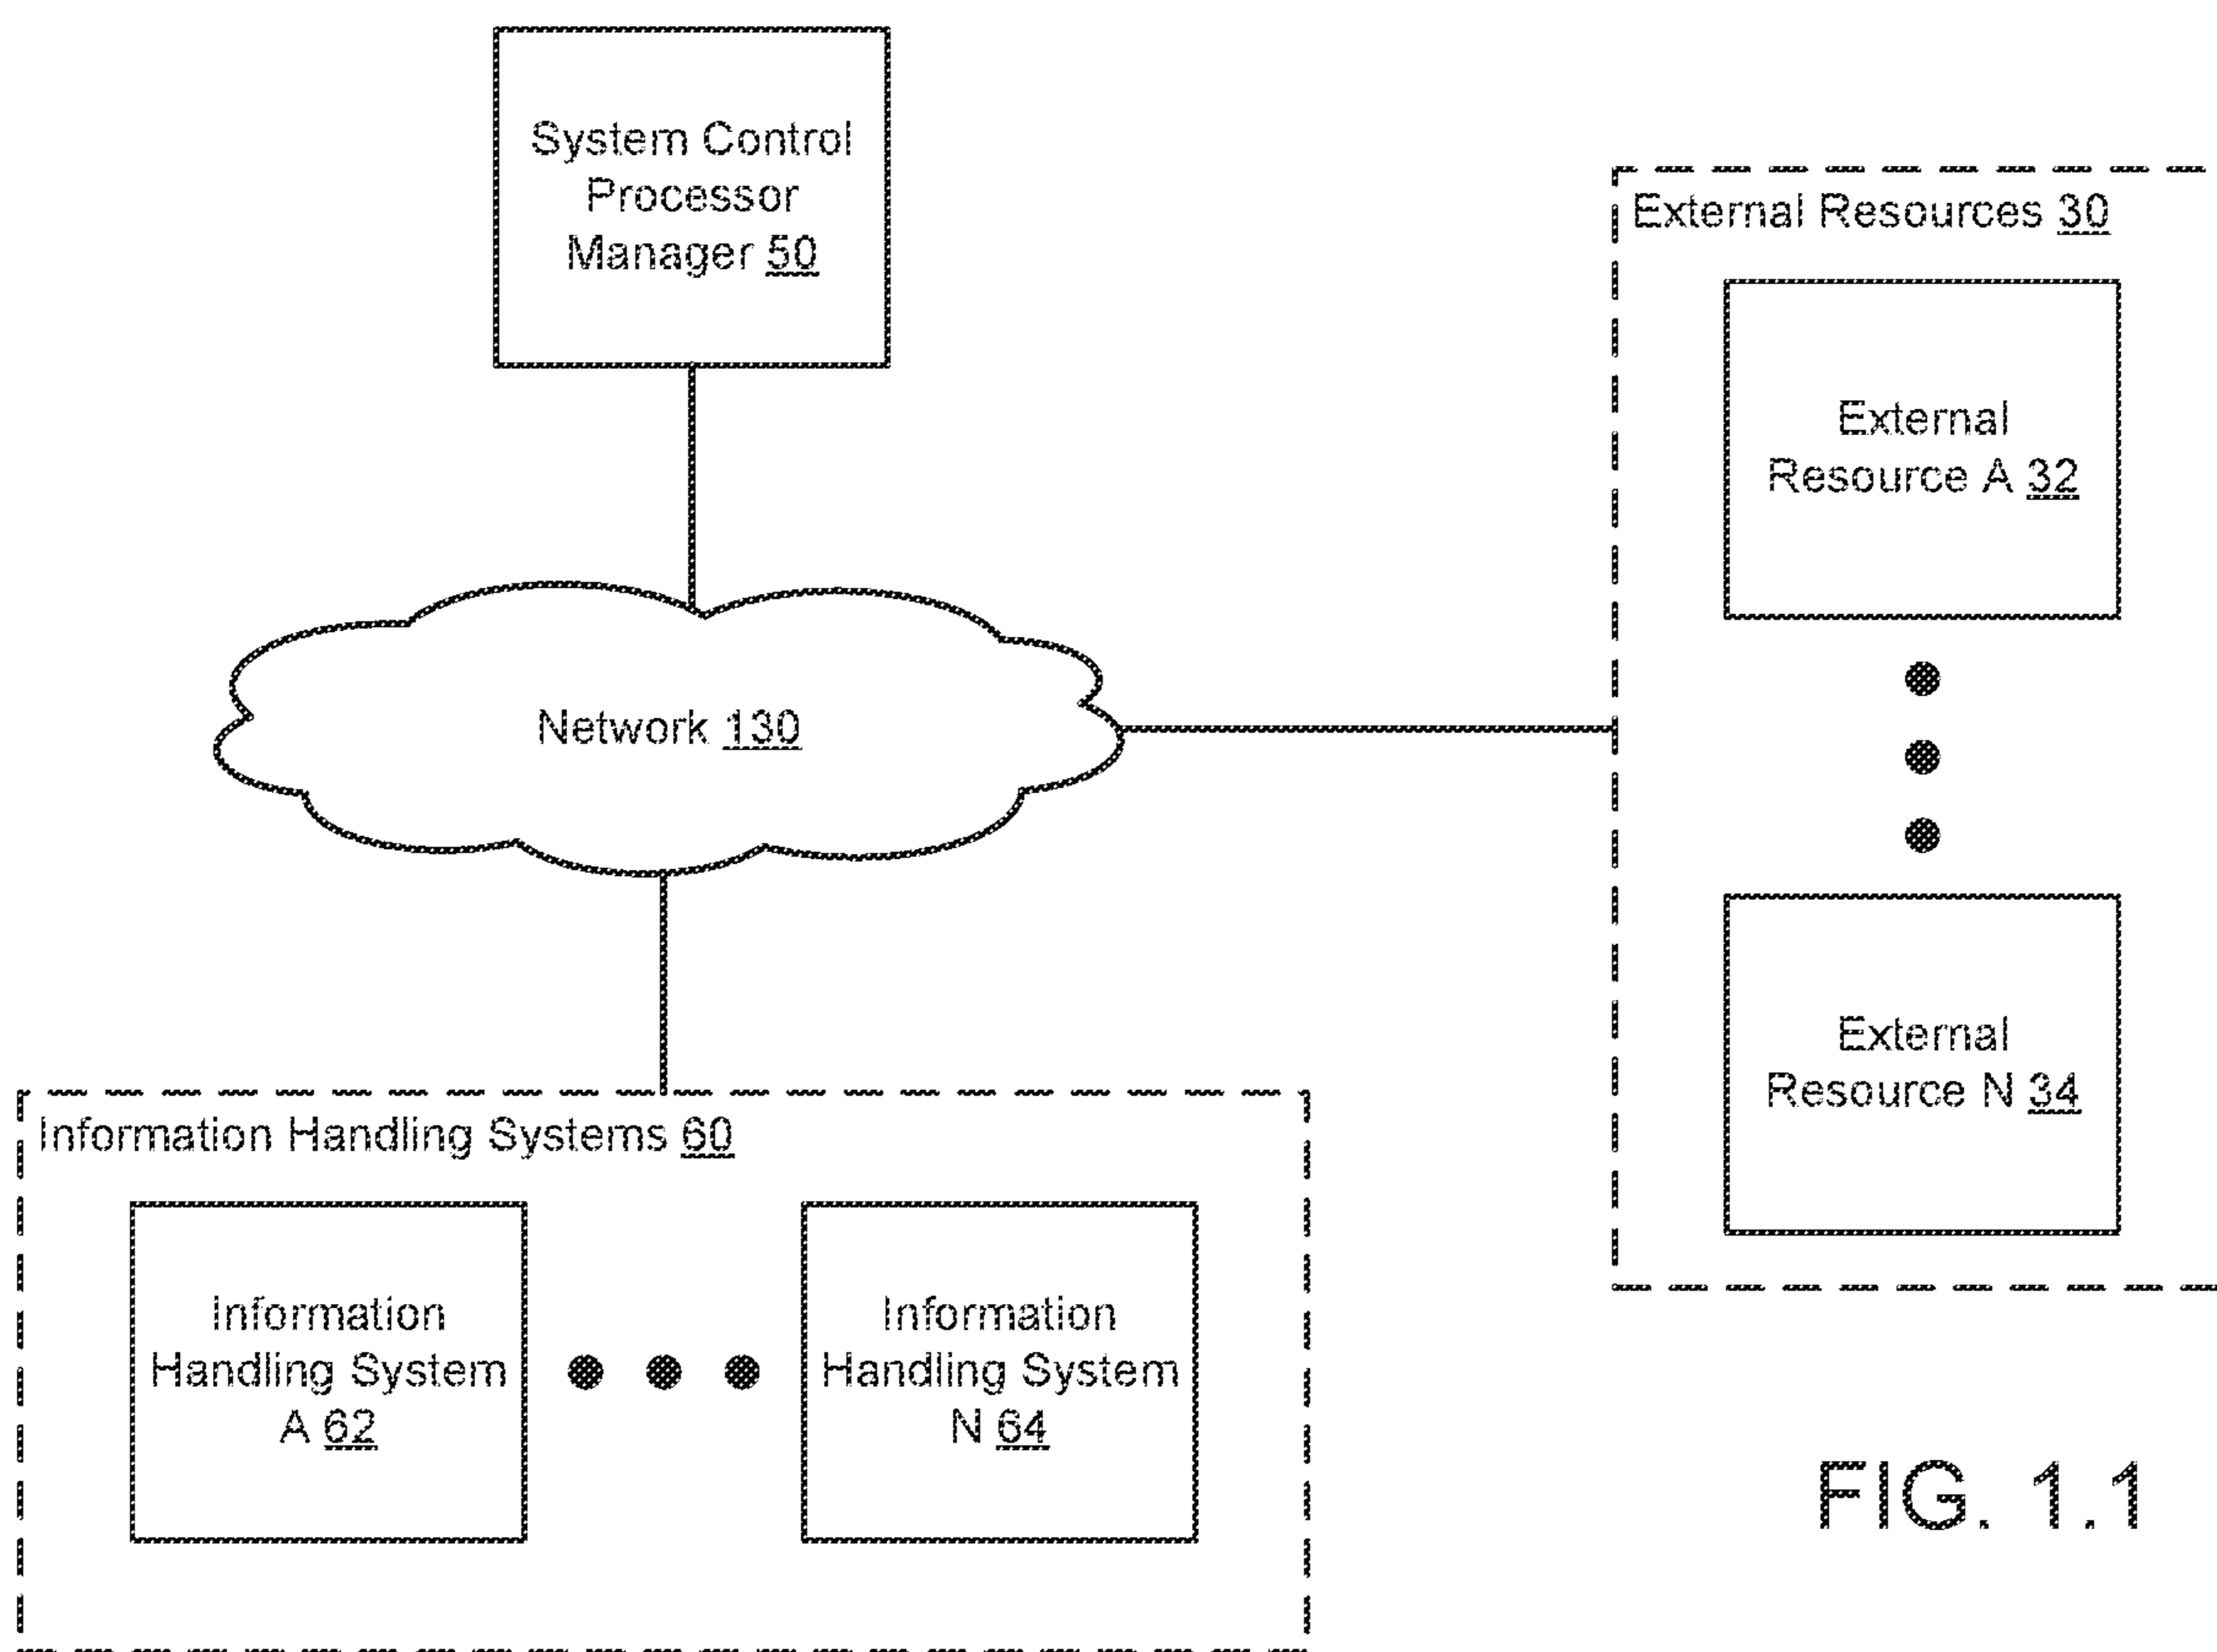 System Control
Processor
Manager 50
External Resources 30
External
Resource A 32
Network 130
External
Resource N 34
Information Handling Systems 60
Information
Handling System
A 62
Information
Handling System
N 64
FIG. 1.1